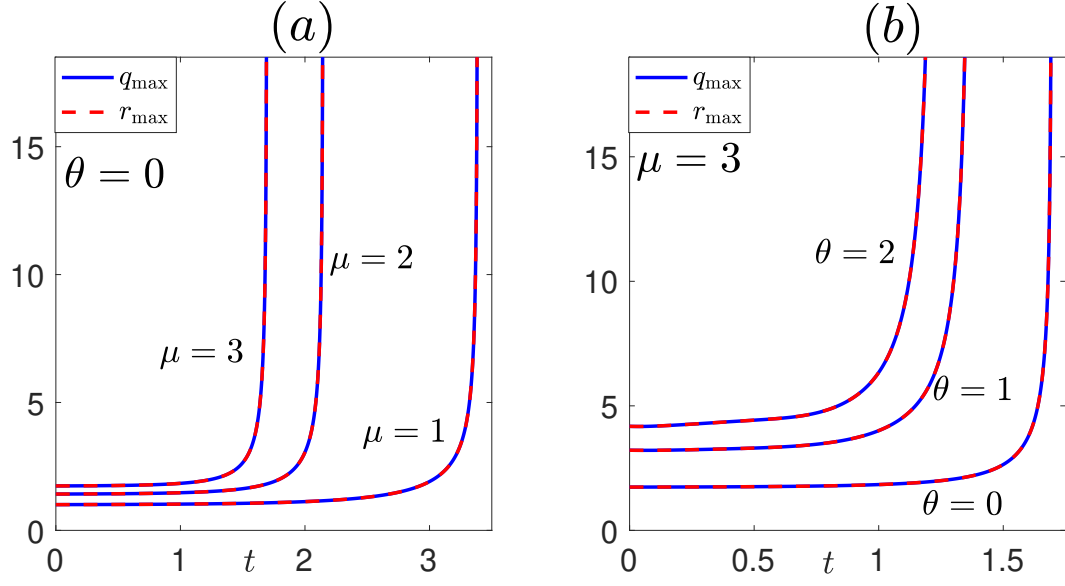 (a)
q_max
r_max
θ = 0
15
10
5
0
μ = 3
μ = 2
μ = 1
0
1
t
2
3
(b)
q_max
r_max
μ = 3
15
10
5
0
θ = 2
θ = 1
θ = 0
0
0.5
t
1
1.5